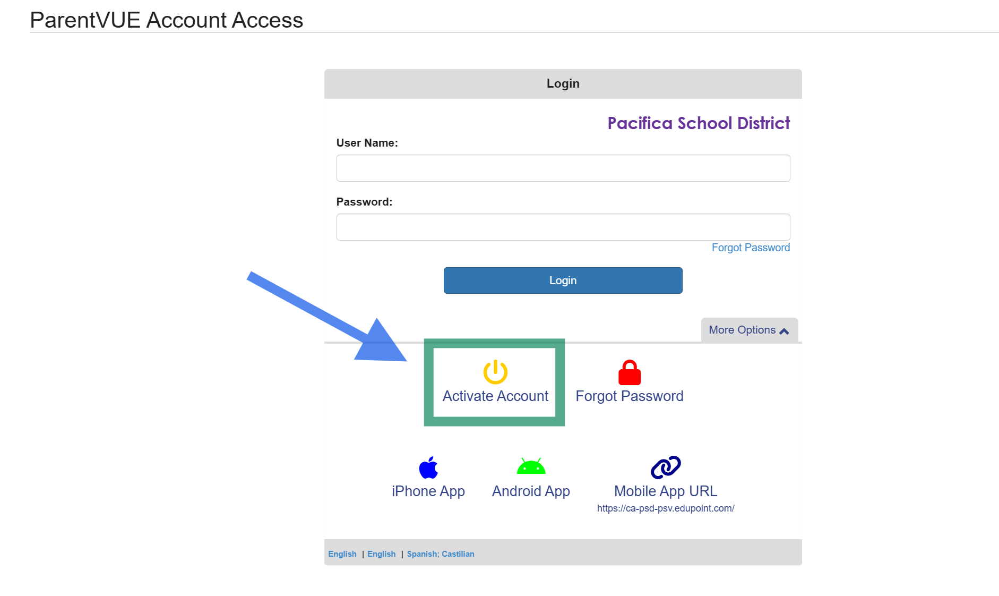 ParentVUE Account Access
Login
Pacifica School District
User Name:
Password:
Forgot Password
Login
More Options
Activate Account
Forgot Password
iPhone App
Android App
Mobile App URL
https://ca-psd-psv.edupoint.com/
English | English | Spanish; Castilian